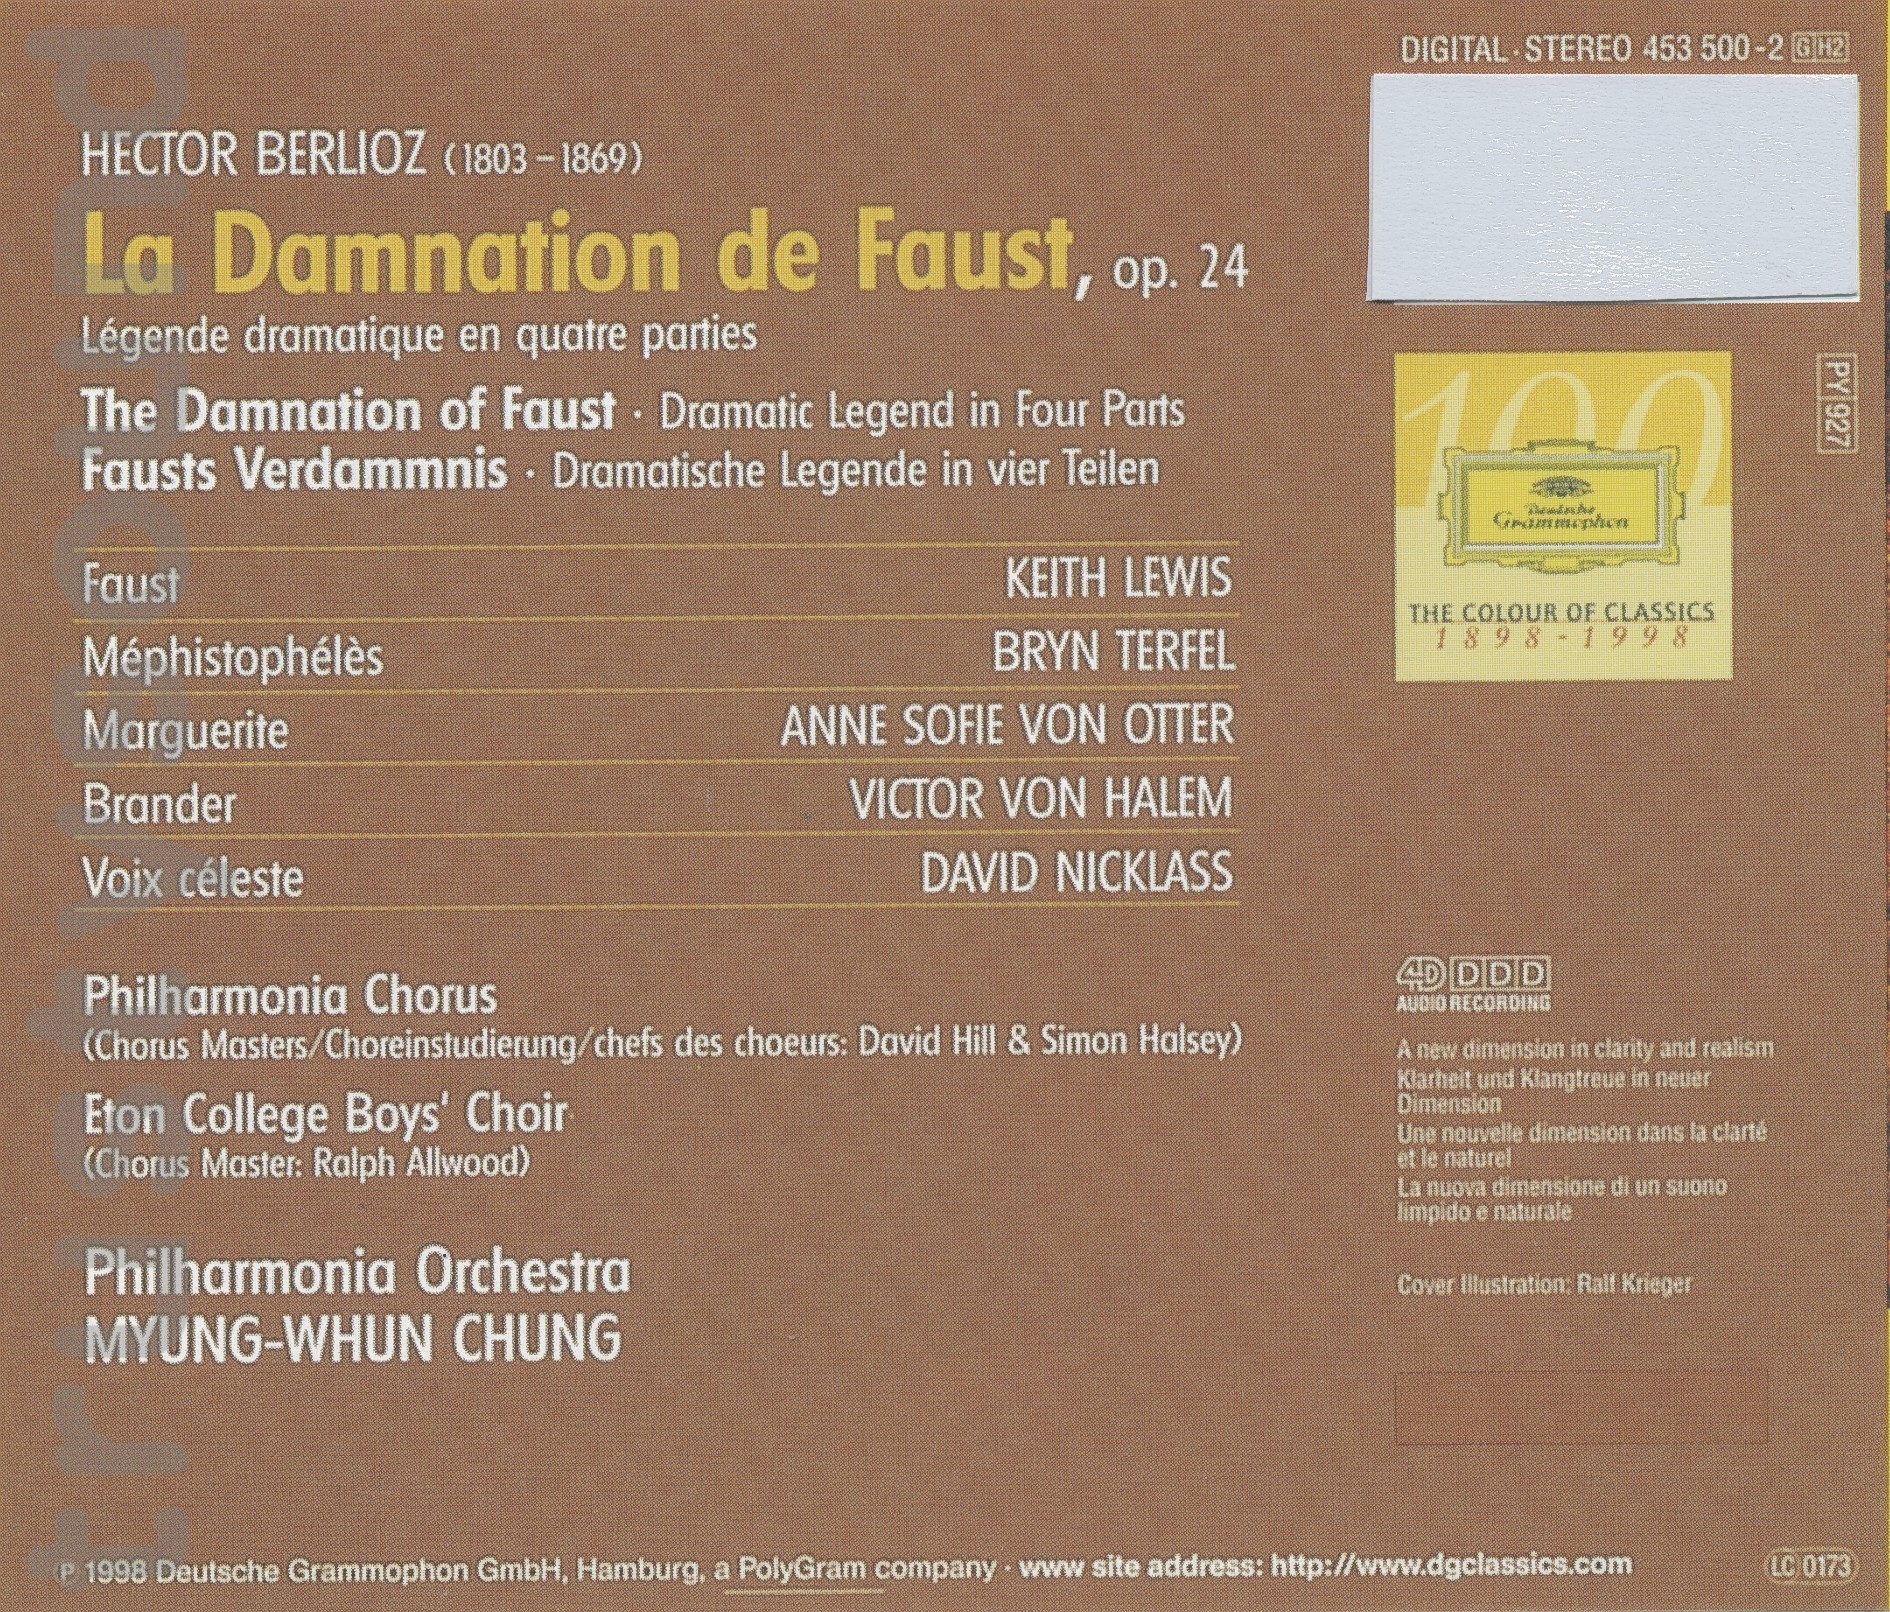 DIGITAL · STEREO 453 500-2 GH2
HECTOR BERLIOZ (1803–1869)
La Damnation de Faust, op. 24
Légende dramatique en quatre parties
The Damnation of Faust · Dramatic Legend in Four Parts
Fausts Verdammnis · Dramatische Legende in vier Teilen
Faust KEITH LEWIS
Méphistophélès BRYN TERFEL
Marguerite ANNE SOFIE VON OTTER
Brander VICTOR VON HALEM
Voix céleste DAVID NICKLASS
Philharmonia Chorus
(Chorus Masters/Choreinstudierung/chefs des choeurs: David Hill & Simon Halsey)
Eton College Boys' Choir
(Chorus Master: Ralph Allwood)
Philharmonia Orchestra
MYUNG-WHUN CHUNG
PY 927
100
Deutsche
Grammophon
THE COLOUR OF CLASSICS
1898-1998
4D DDD
AUDIO RECORDING
A new dimension in clarity and realism
Klarheit und Klangtreue in neuer
Dimension
Une nouvelle dimension dans la clarté
et le naturel
La nuova dimensione di un suono
limpido e naturale
Cover Illustration: Ralf Krieger
℗ 1998 Deutsche Grammophon GmbH, Hamburg, a PolyGram company · www site address: http://www.dgclassics.com
LC 0173